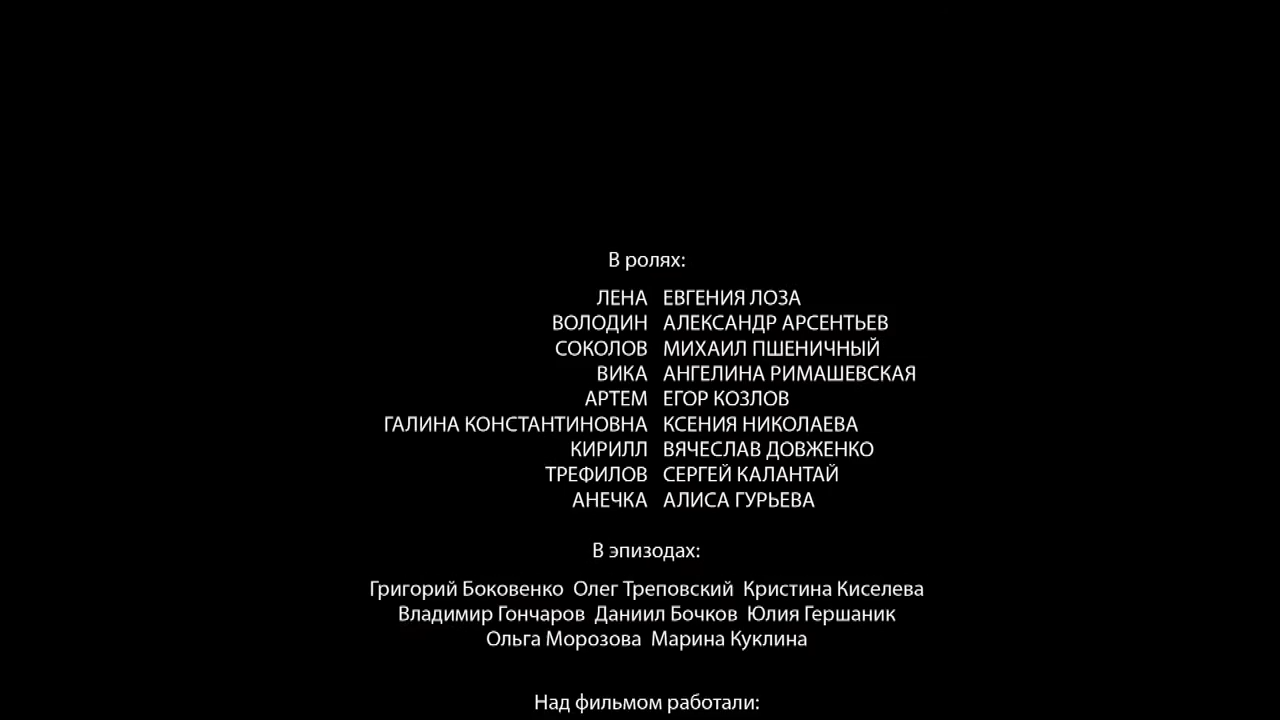 В ролях:
ЛЕНА ЕВГЕНИЯ ЛОЗА
ВОЛОДИН АЛЕКСАНДР АРСЕНТЬЕВ
СОКОЛОВ МИХАИЛ ПШЕНИЧНЫЙ
ВИКА АНГЕЛИНА РИМАШЕВСКАЯ
АРТЕМ ЕГОР КОЗЛОВ
ГАЛИНА КОНСТАНТИНОВНА КСЕНИЯ НИКОЛАЕВА
КИРИЛЛ ВЯЧЕСЛАВ ДОВЖЕНКО
ТРЕФИЛОВ СЕРГЕЙ КАЛАНТАЙ
АНЕЧКА АЛИСА ГУРЬЕВА
В эпизодах:
Григорий Боковенко Олег Треповский Кристина Киселева
Владимир Гончаров Даниил Бочков Юлия Гершаник
Ольга Морозова Марина Куклина
Над фильмом работали: